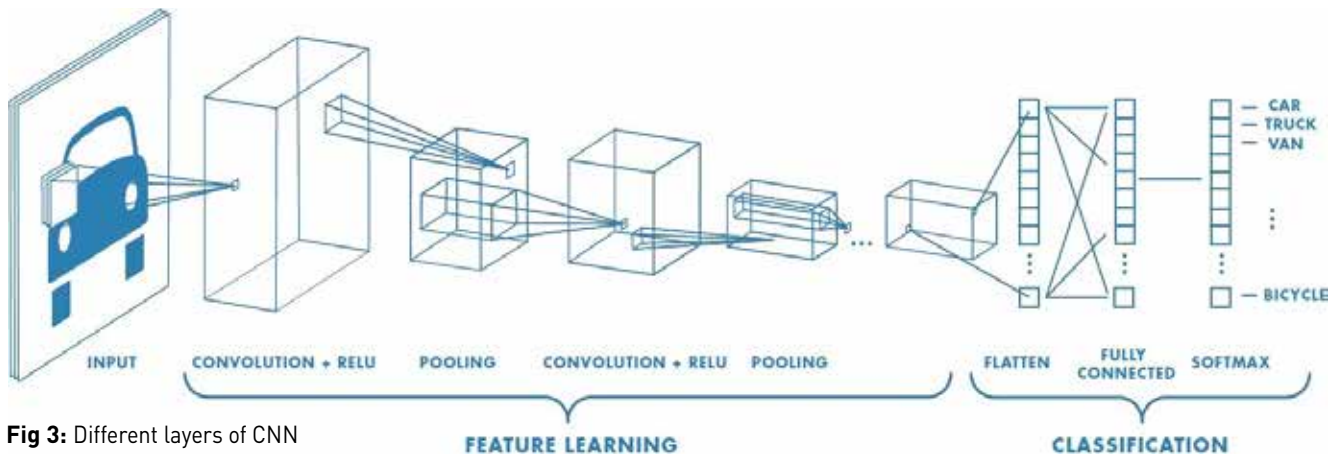 — CAR
— TRUCK
— VAN
— BICYCLE
INPUT
CONVOLUTION + RELU
POOLING
CONVOLUTION + RELU
POOLING
FLATTEN
FULLY
CONNECTED
SOFTMAX
Fig 3: Different layers of CNN
FEATURE LEARNING
CLASSIFICATION